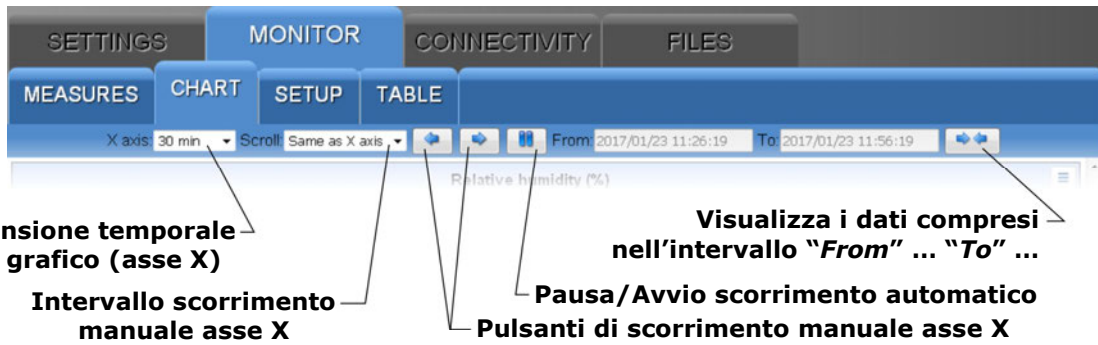 SETTINGS MONITOR CONNECTIVITY FILES
MEASURES CHART SETUP TABLE
X axis: 30 min Scroll: Same as X axis From: 2017/01/23 11:26:19 To: 2017/01/23 11:56:19
Relative humidity (%)
nsione temporale
grafico (asse X)
Visualizza i dati compresi
nell'intervallo “From” ... “To” ...
Intervallo scorrimento
manuale asse X
Pausa/Avvio scorrimento automatico
Pulsanti di scorrimento manuale asse X